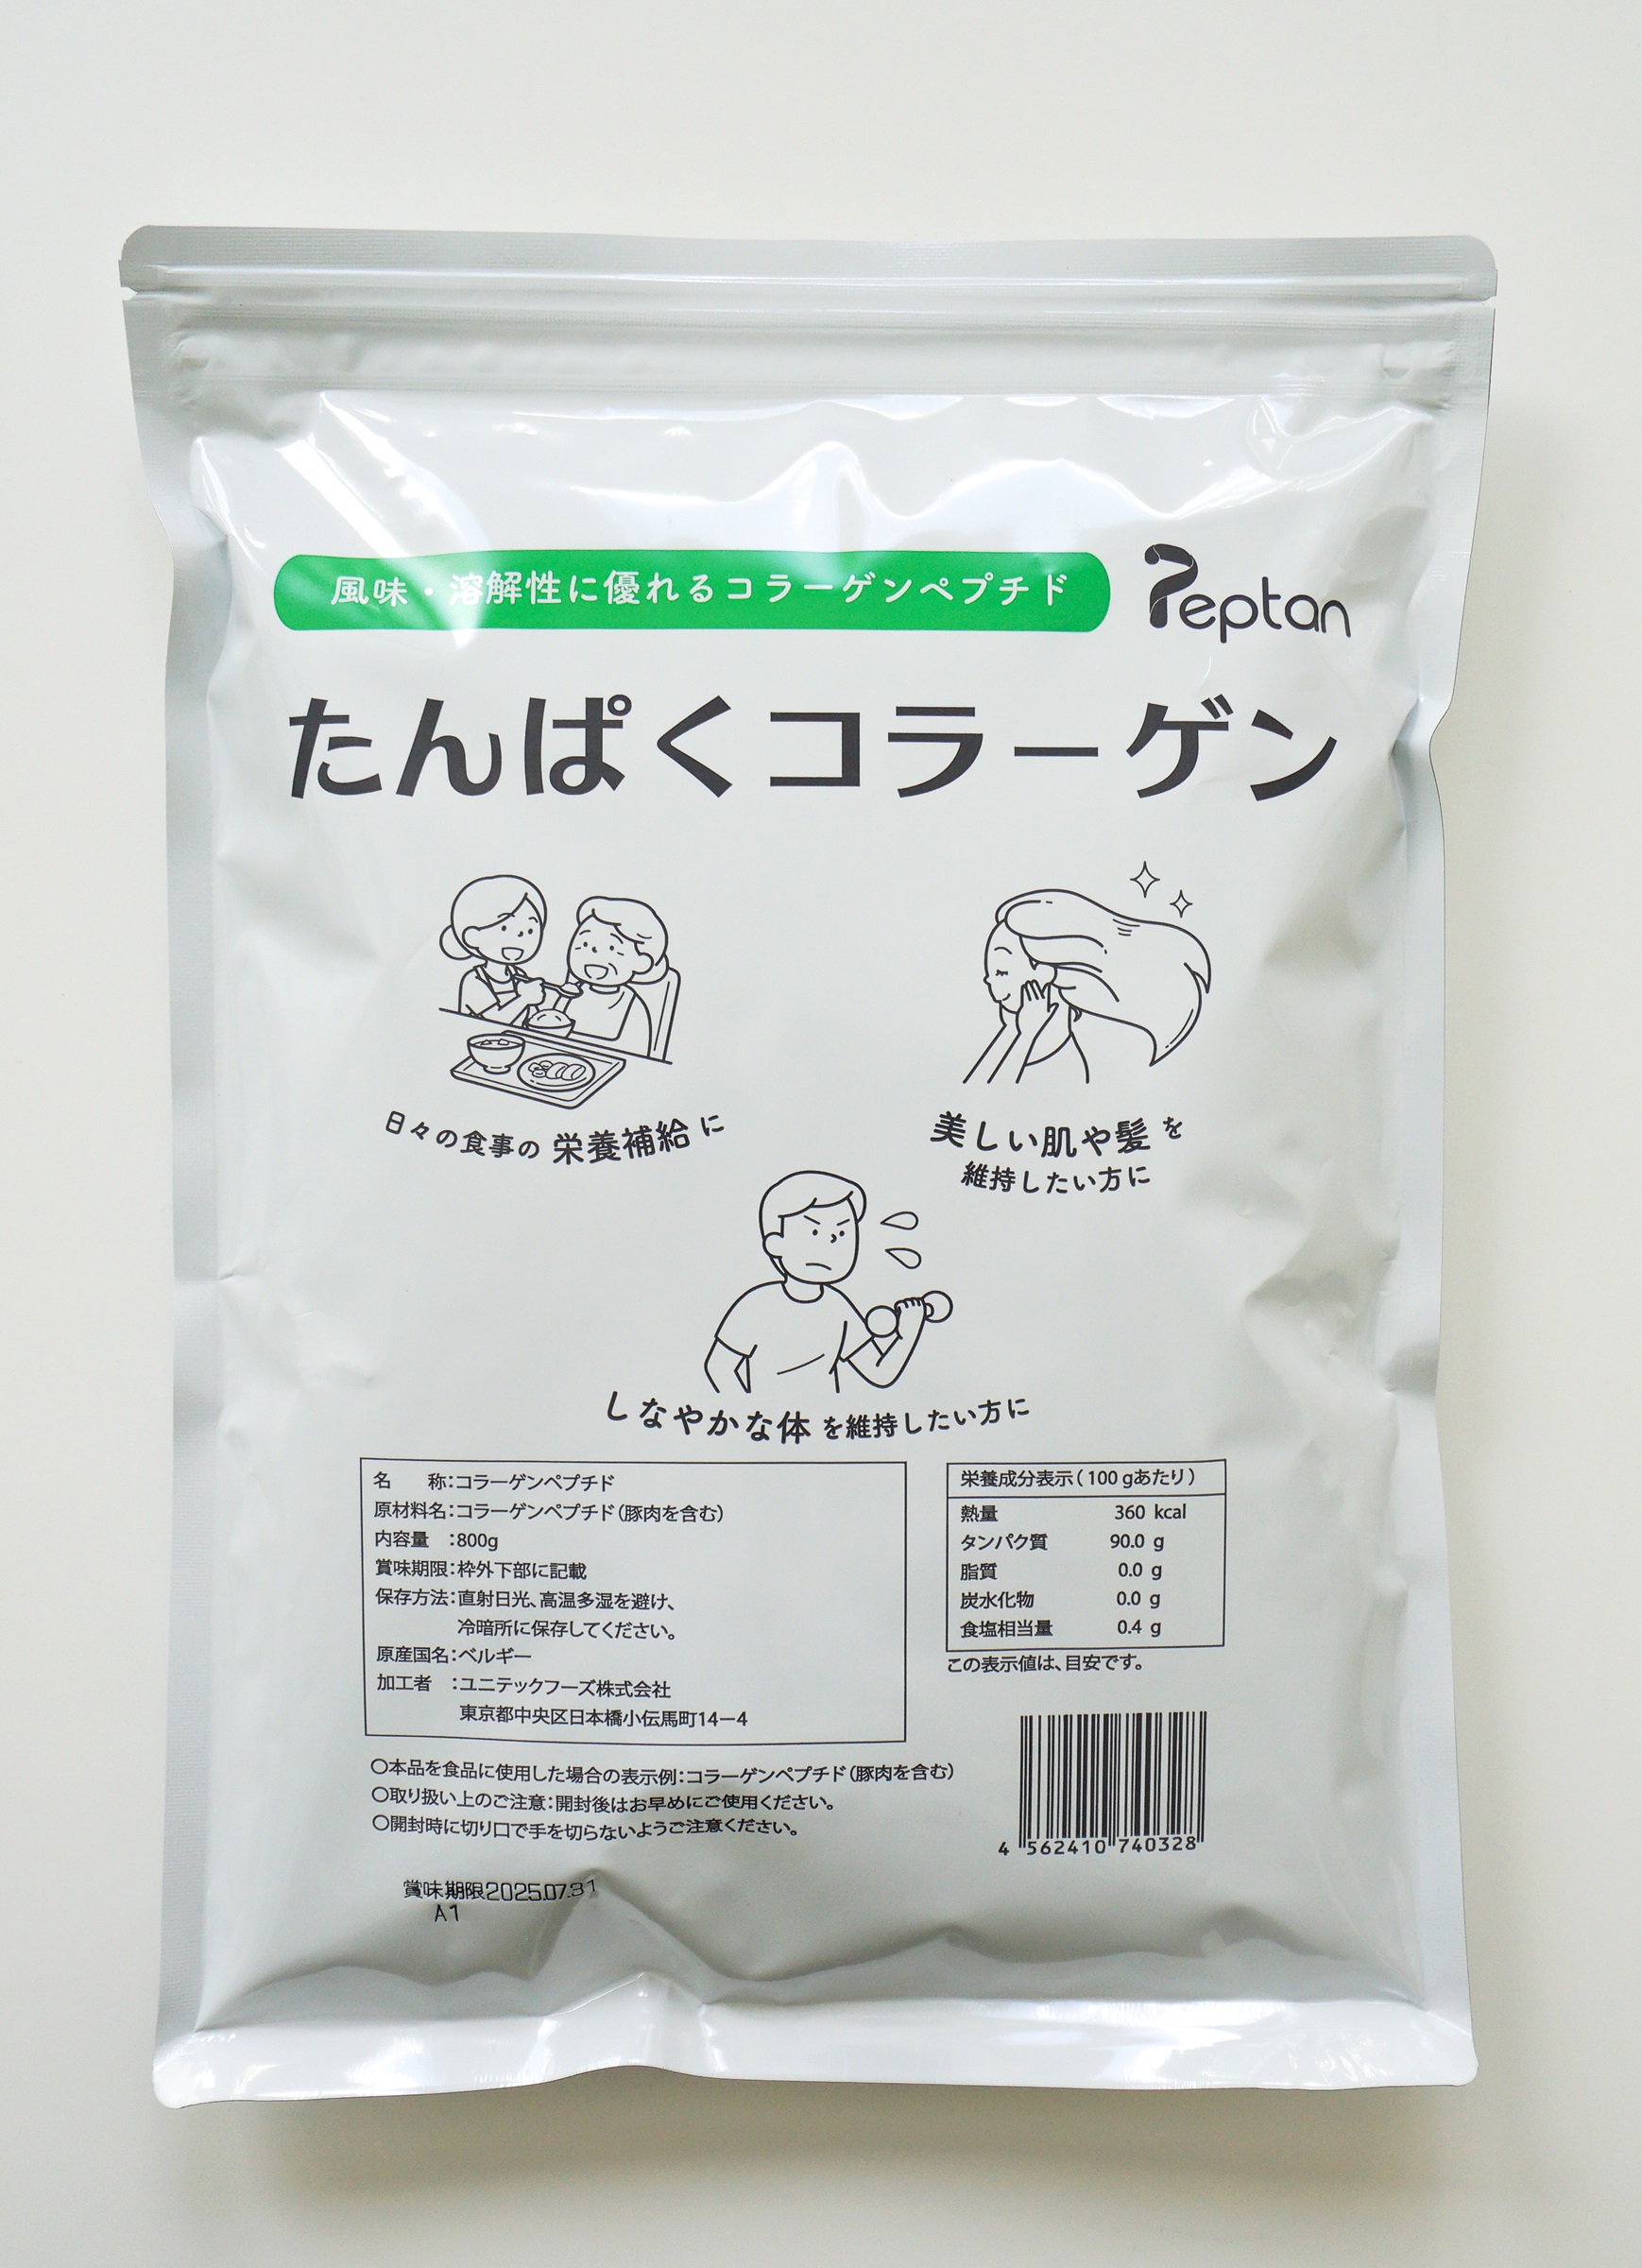 風味・溶解性に優れるコラーゲンペプチド
Peptan
たんぱくコラーゲン
日々の食事の栄養補給に
美しい肌や髪を
維持したい方に
しなやかな体を維持したい方に
名　称:コラーゲンペプチド
原材料名:コラーゲンペプチド(豚肉を含む)
内容量　:800g
賞味期限:枠外下部に記載
保存方法:直射日光、高温多湿を避け、
冷暗所に保存してください。
原産国名:ベルギー
加工者　:ユニテックフーズ株式会社
東京都中央区日本橋小伝馬町14－4
栄養成分表示(100gあたり)
熱量 360 kcal
タンパク質 90.0 g
脂質 0.0 g
炭水化物 0.0 g
食塩相当量 0.4 g
この表示値は、目安です。
〇本品を食品に使用した場合の表示例:コラーゲンペプチド(豚肉を含む)
〇取り扱い上のご注意:開封後はお早めにご使用ください。
〇開封時に切り口で手を切らないようご注意ください。
4 562410 740328
賞味期限2025.07.31
A1